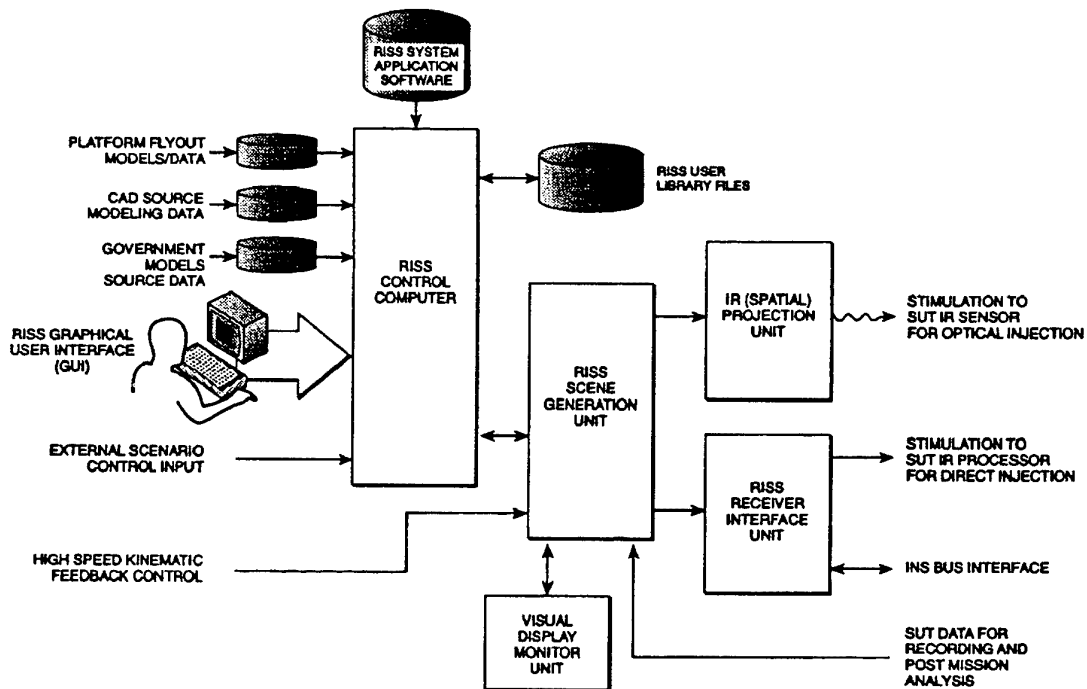 RISS SYSTEM
APPLICATION
SOFTWARE
PLATFORM FLYOUT
MODELS/DATA
CAD SOURCE
MODELING DATA
GOVERNMENT
MODELS
SOURCE DATA
RISS GRAPHICAL
USER INTERFACE
(GUI)
EXTERNAL SCENARIO
CONTROL INPUT
HIGH SPEED KINEMATIC
FEEDBACK CONTROL
RISS
CONTROL
COMPUTER
RISS USER
LIBRARY FILES
RISS
SCENE
GENERATION
UNIT
VISUAL
DISPLAY
MONITOR
UNIT
IR (SPATIAL)
PROJECTION
UNIT
RISS
RECEIVER
INTERFACE
UNIT
STIMULATION TO
SUT IR SENSOR
FOR OPTICAL INJECTION
STIMULATION TO
SUT IR PROCESSOR
FOR DIRECT INJECTION
INS BUS INTERFACE
SUT DATA FOR
RECORDING AND
POST MISSION
ANALYSIS